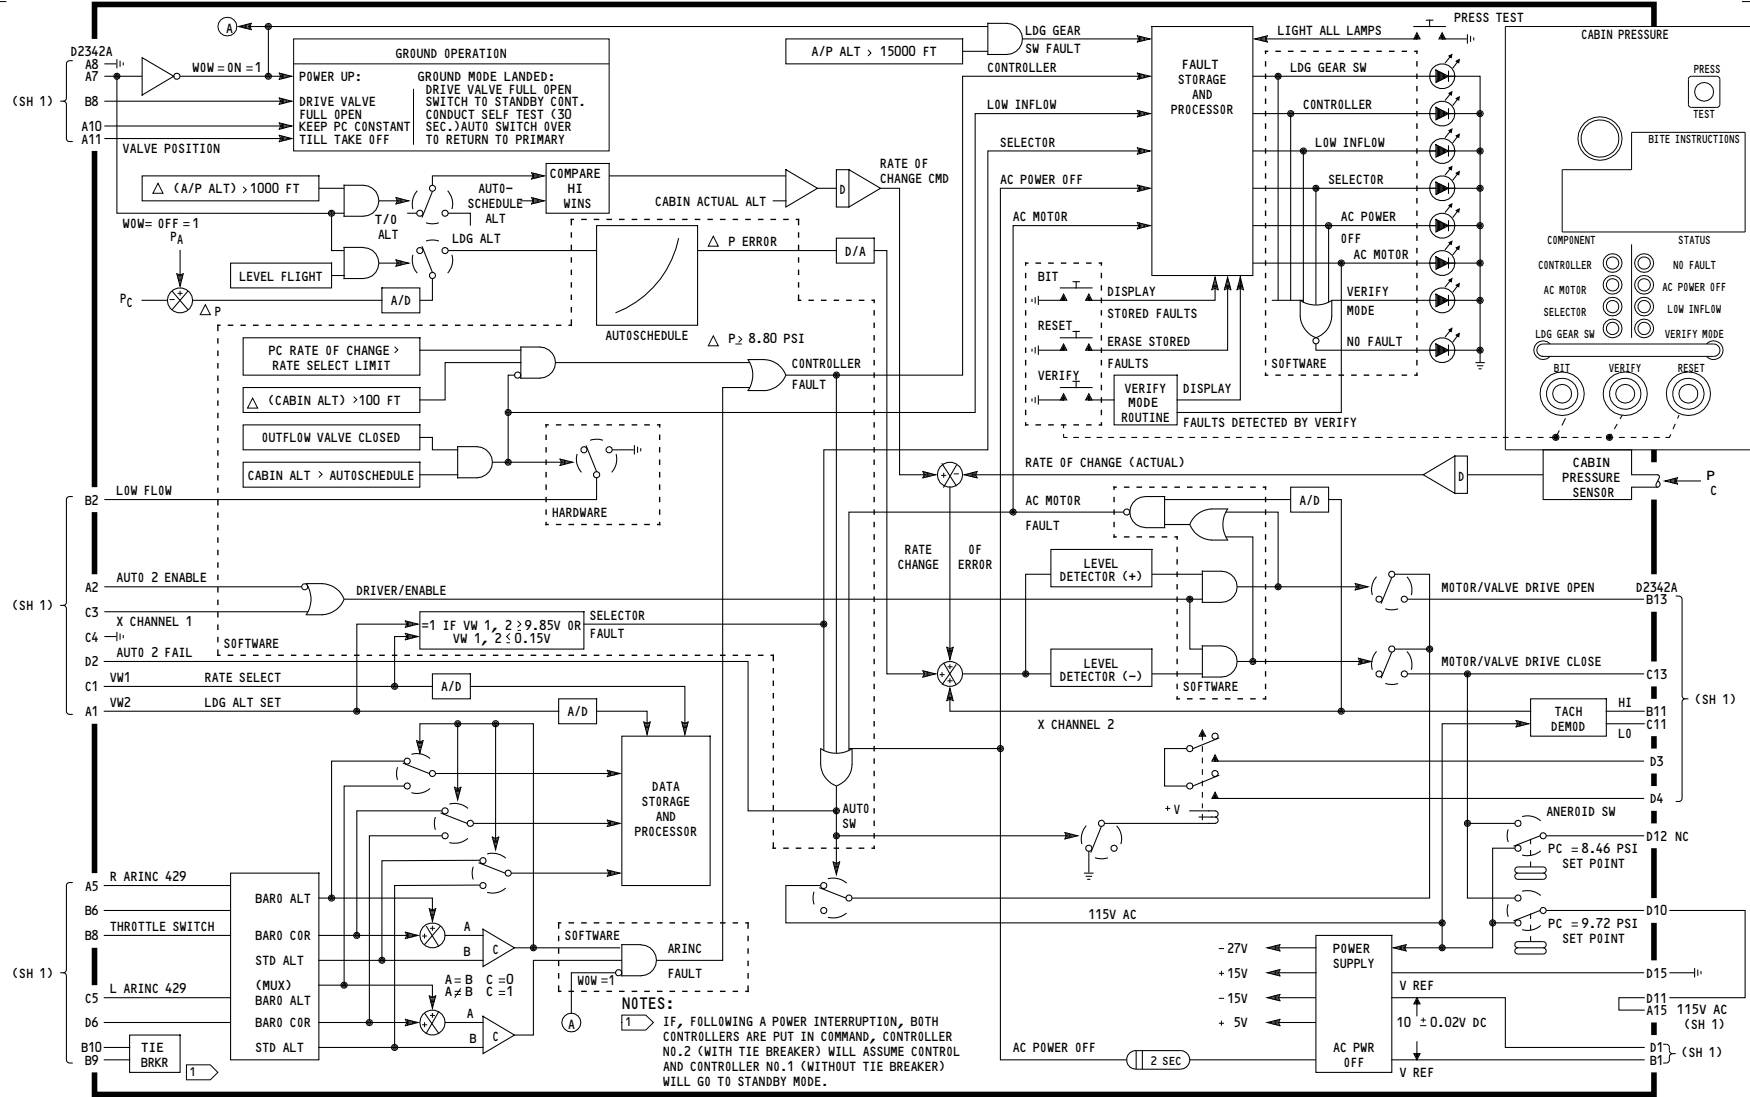 A
D2342A
A8
A7
(SH 1)
B8
A10
A11
WOW = ON = 1
GROUND OPERATION
POWER UP:
DRIVE VALVE
FULL OPEN
KEEP PC CONSTANT
TILL TAKE OFF
GROUND MODE LANDED:
DRIVE VALVE FULL OPEN
SWITCH TO STANDBY CONT.
CONDUCT SELF TEST (30
SEC.)AUTO SWITCH OVER
TO RETURN TO PRIMARY
VALVE POSITION
A/P ALT > 15000 FT
LDG GEAR
SW FAULT
CONTROLLER
LOW INFLOW
SELECTOR
AC POWER OFF
AC MOTOR
FAULT
STORAGE
AND
PROCESSOR
LIGHT ALL LAMPS
PRESS TEST
LDG GEAR SW
CONTROLLER
LOW INFLOW
SELECTOR
AC POWER
OFF
AC MOTOR
VERIFY
MODE
NO FAULT
SOFTWARE
CABIN PRESSURE
PRESS
TEST
BITE INSTRUCTIONS
COMPONENT
STATUS
CONTROLLER
NO FAULT
AC MOTOR
AC POWER OFF
SELECTOR
LOW INFLOW
LDG GEAR SW
VERIFY MODE
BIT
VERIFY
RESET
△ (A/P ALT) >1000 FT
WOW= OFF = 1
T/O
ALT
AUTO-
SCHEDULE
ALT
COMPARE
HI
WINS
CABIN ACTUAL ALT
D
RATE OF
CHANGE CMD
LEVEL FLIGHT
LDG ALT
PA
PC
△ P
A/D
AUTOSCHEDULE
△ P ERROR
D/A
△ P≥ 8.80 PSI
BIT
DISPLAY
STORED FAULTS
RESET
ERASE STORED
FAULTS
VERIFY
VERIFY
MODE
ROUTINE
DISPLAY
FAULTS DETECTED BY VERIFY
PC RATE OF CHANGE >
RATE SELECT LIMIT
△ (CABIN ALT) >100 FT
OUTFLOW VALVE CLOSED
CABIN ALT > AUTOSCHEDULE
CONTROLLER
FAULT
HARDWARE
RATE OF CHANGE (ACTUAL)
D
CABIN
PRESSURE
SENSOR
P
C
B2
LOW FLOW
AC MOTOR
FAULT
A/D
RATE OF
CHANGE ERROR
LEVEL
DETECTOR (+)
LEVEL
DETECTOR (-)
SOFTWARE
MOTOR/VALVE DRIVE OPEN
D2342A
B13
MOTOR/VALVE DRIVE CLOSE
C13
(SH 1)
A2
AUTO 2 ENABLE
C3
X CHANNEL 1
C4
D2
AUTO 2 FAIL
C1
VW1
RATE SELECT
A1
VW2
LDG ALT SET
(SH 1)
DRIVER/ENABLE
SOFTWARE
=1 IF VW 1, 2 ≥9.85V OR
VW 1, 2≤0.15V
SELECTOR
FAULT
A/D
A/D
X CHANNEL 2
TACH
DEMOD
HI
B11
C11
LO
D3
D4
+V
DATA
STORAGE
AND
PROCESSOR
AUTO
SW
ANEROID SW
D12 NC
PC = 8.46 PSI
SET POINT
D10
PC = 9.72 PSI
SET POINT
115V AC
A5
R ARINC 429
B6
B8
THROTTLE SWITCH
(SH 1)
C5
L ARINC 429
D6
B10
B9
TIE
BRKR
1
BARO ALT
BARO COR
STD ALT
(MUX)
BARO ALT
BARO COR
STD ALT
A
B
C
A = B C =0
A ≠ B C =1
A
B
C
SOFTWARE
WOW =1
ARINC
FAULT
A
NOTES:
1 IF, FOLLOWING A POWER INTERRUPTION, BOTH
CONTROLLERS ARE PUT IN COMMAND, CONTROLLER
NO.2 (WITH TIE BREAKER) WILL ASSUME CONTROL
AND CONTROLLER NO.1 (WITHOUT TIE BREAKER)
WILL GO TO STANDBY MODE.
AC POWER OFF
2 SEC
-27V
+15V
-15V
+ 5V
POWER
SUPPLY
AC PWR
OFF
V REF
10 ±0.02V DC
V REF
D15
D11
A15
115V AC
(SH 1)
D1
B1
(SH 1)